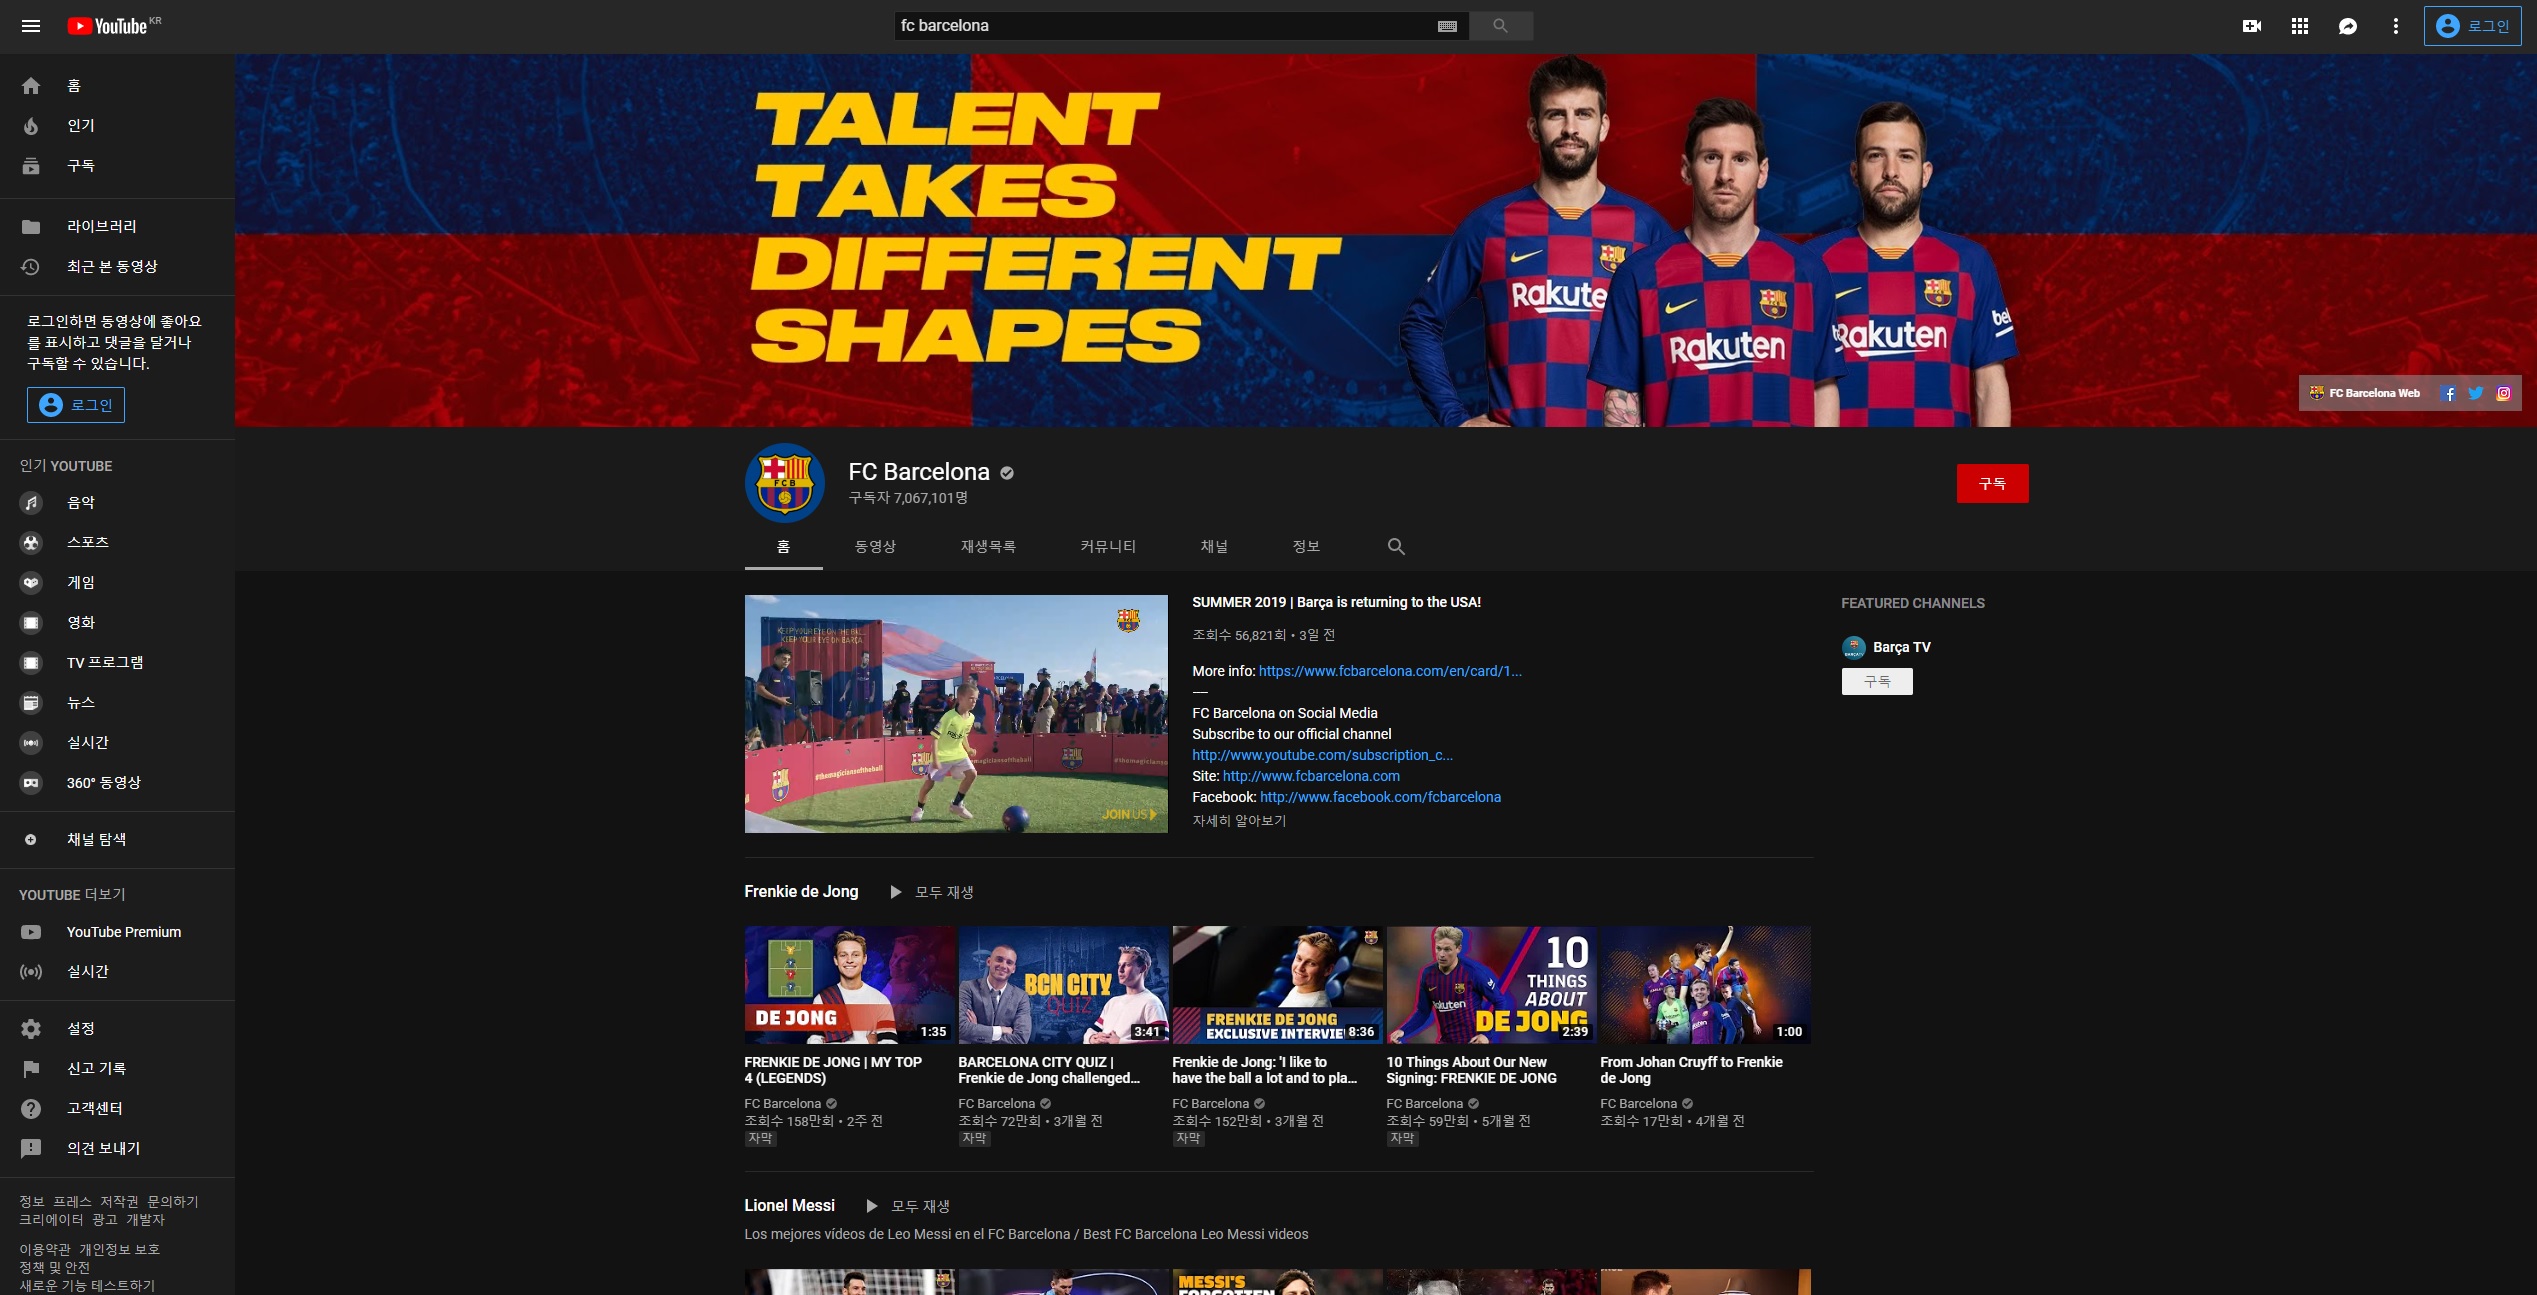 YouTube KR
fc barcelona
로그인
홈
인기
구독
라이브러리
최근 본 동영상
로그인하면 동영상에 좋아요
를 표시하고 댓글을 달거나
구독할 수 있습니다.
로그인
인기 YOUTUBE
음악
스포츠
게임
영화
TV 프로그램
뉴스
실시간
360° 동영상
채널 탐색
YOUTUBE 더보기
YouTube Premium
실시간
설정
신고 기록
고객센터
의견 보내기
정보 프레스 저작권 문의하기
크리에이터 광고 개발자
이용약관 개인정보 보호
정책 및 안전
새로운 기능 테스트하기
TALENT
TAKES
DIFFERENT
SHAPES
Rakuten
Rakuten
Rakuten
FC Barcelona Web
FCB
FC Barcelona
구독자 7,067,101명
구독
홈 동영상 재생목록 커뮤니티 채널 정보
KEEP YOUR EYE ON THE BALL
KEEP YOUR EYE ON BARÇA
#themagiciansoftheball
#themagiciansoftheball
JOIN US
SUMMER 2019 | Barça is returning to the USA!
조회수 56,821회 • 3일 전
More info: https://www.fcbarcelona.com/en/card/1...
—
FC Barcelona on Social Media
Subscribe to our official channel
http://www.youtube.com/subscription_c...
Site: http://www.fcbarcelona.com
Facebook: http://www.facebook.com/fcbarcelona
자세히 알아보기
FEATURED CHANNELS
Barça TV
구독
Frenkie de Jong 모두 재생
DE JONG
1:35
FRENKIE DE JONG | MY TOP
4 (LEGENDS)
FC Barcelona
조회수 158만회 • 2주 전
자막
BCN CITY
QUIZ
3:41
BARCELONA CITY QUIZ |
Frenkie de Jong challenged...
FC Barcelona
조회수 72만회 • 3개월 전
자막
FRENKIE DE JONG
EXCLUSIVE INTERVIE
8:36
Frenkie de Jong: 'I like to
have the ball a lot and to pla...
FC Barcelona
조회수 152만회 • 3개월 전
자막
10
THINGS
ABOUT
DE JONG
2:39
10 Things About Our New
Signing: FRENKIE DE JONG
FC Barcelona
조회수 59만회 • 5개월 전
자막
1:00
From Johan Cruyff to Frenkie
de Jong
FC Barcelona
조회수 17만회 • 4개월 전
Lionel Messi 모두 재생
Los mejores vídeos de Leo Messi en el FC Barcelona / Best FC Barcelona Leo Messi videos
MESSI'S
FORGOTTEN